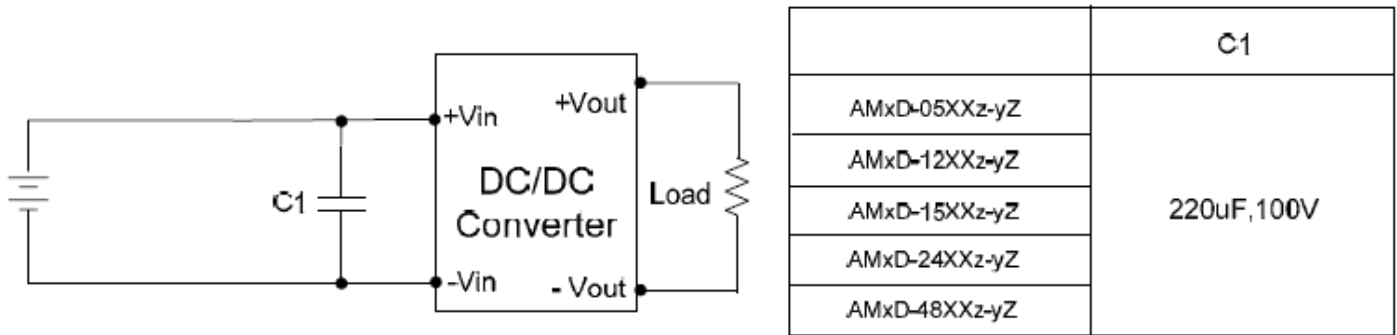 +Vin
+Vout
DC/DC
Converter
C1
Load
-Vin
- Vout
C1
AMxD-05XXz-yZ
AMxD-12XXz-yZ
AMxD-15XXz-yZ
AMxD-24XXz-yZ
AMxD-48XXz-yZ
220uF,100V